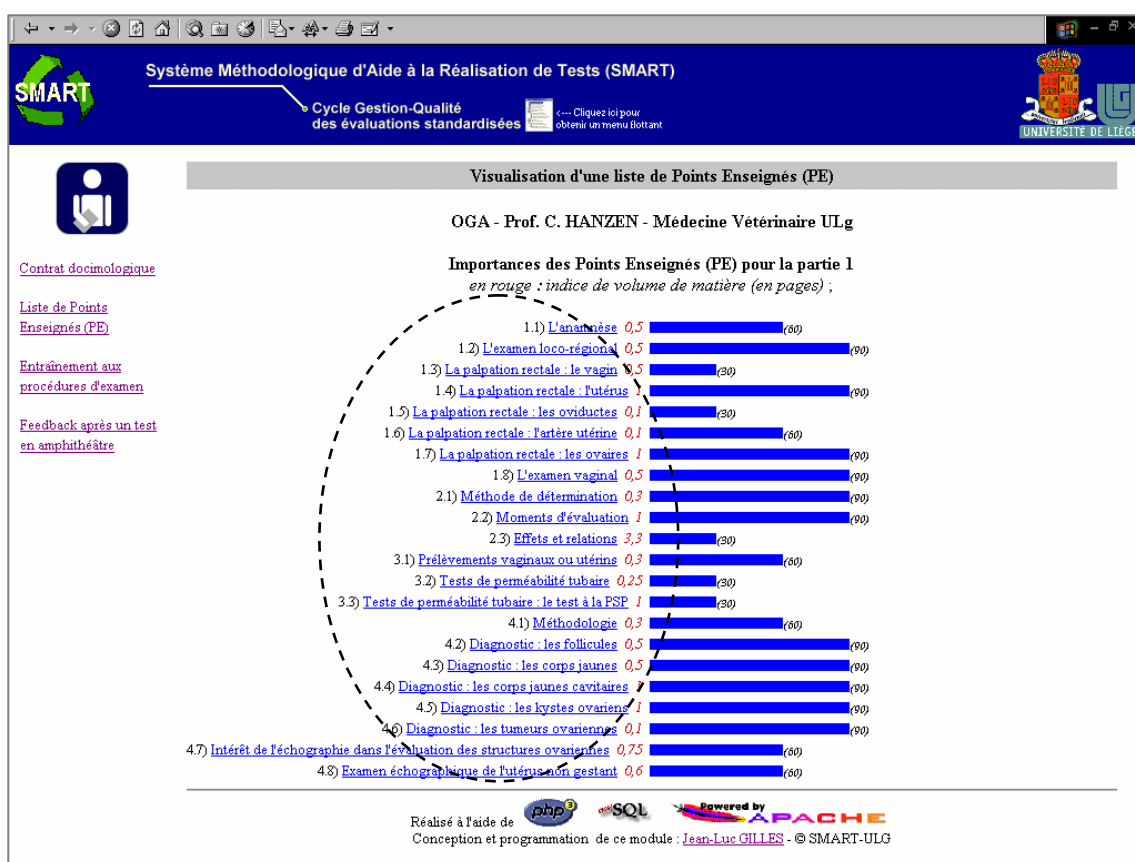 SMART
Système Méthodologique d'Aide à la Réalisation de Tests (SMART)
Cycle Gestion-Qualité
des évaluations standardisées
<--- Cliquez ici pour
obtenir un menu flottant
UNIVERSITÉ DE LIÈGE
Visualisation d'une liste de Points Enseignés (PE)
OGA - Prof. C. HANZEN - Médecine Vétérinaire ULg
Contrat docimologique
Liste de Points
Enseignés (PE)
Entraînement aux
procédures d'examen
Feedback après un test
en amphithéâtre
Importances des Points Enseignés (PE) pour la partie 1
en rouge : indice de volume de matière (en pages) ;
1.1) L'anamnèse 0,5 (60)
1.2) L'examen loco-régional 0,5 (90)
1.3) La palpation rectale : le vagin 0,5 (30)
1.4) La palpation rectale : l'utérus 1 (90)
1.5) La palpation rectale : les oviductes 0,1 (30)
1.6) La palpation rectale : l'artère utérine 0,1 (60)
1.7) La palpation rectale : les ovaires 1 (90)
1.8) L'examen vaginal 0,5 (90)
2.1) Méthode de détermination 0,3 (90)
2.2) Moments d'évaluation 1 (90)
2.3) Effets et relations 3,3 (30)
3.1) Prélèvements vaginaux ou utérins 0,3 (60)
3.2) Tests de perméabilité tubaire 0,25 (30)
3.3) Tests de perméabilité tubaire : le test à la PSP 1 (30)
4.1) Méthodologie 0,3 (60)
4.2) Diagnostic : les follicules 0,5 (90)
4.3) Diagnostic : les corps jaunes 0,5 (90)
4.4) Diagnostic : les corps jaunes cavitaires 1 (90)
4.5) Diagnostic : les kystes ovariens 1 (90)
4.6) Diagnostic : les tumeurs ovariennes 0,1 (90)
4.7) Intérêt de l'échographie dans l'évaluation des structures ovariennes 0,75 (60)
4.8) Examen échographique de l'utérus non gestant 0,6 (60)
Réalisé à l'aide de php3 SQL Powered by APACHE
Conception et programmation de ce module : Jean-Luc GILLES - © SMART-ULG